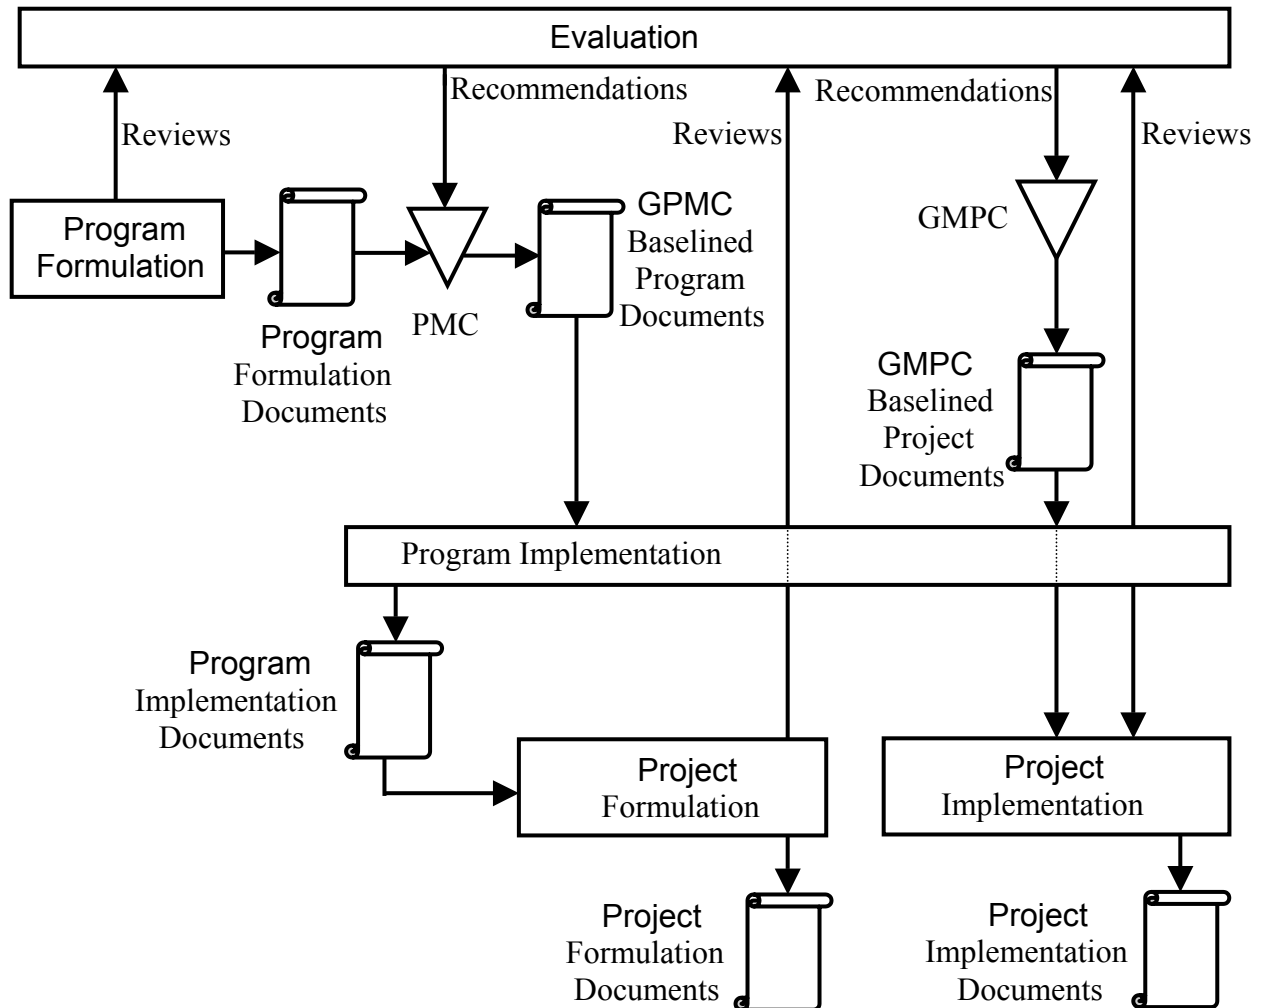 Evaluation
Recommendations
Recommendations
Reviews
Reviews
Reviews
Program
Formulation
GPMC
Baselined
Program
Documents
GMPC
PMC
Program
Formulation
Documents
GMPC
Baselined
Project
Documents
Program Implementation
Program
Implementation
Documents
Project
Formulation
Project
Implementation
Project
Formulation
Documents
Project
Implementation
Documents